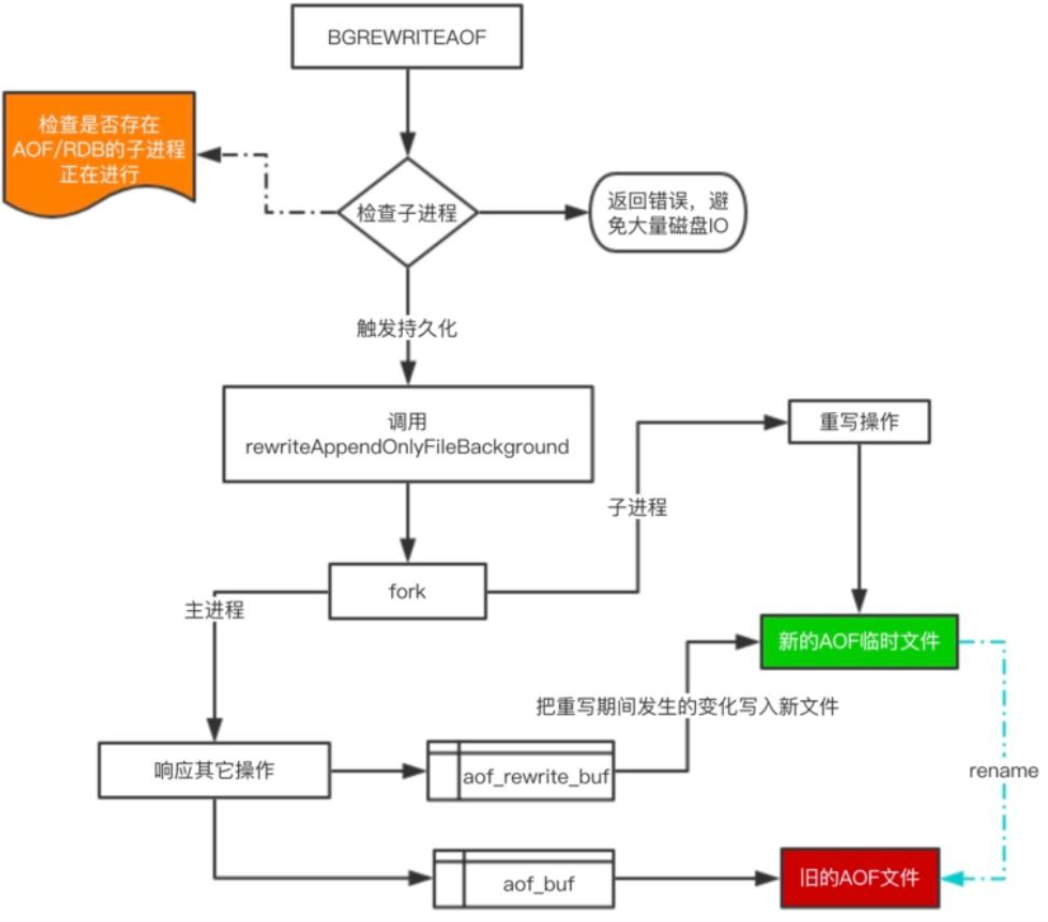 BGREWRITEAOF
检查是否存在
AOF/RDB的子进程
正在进行
检查子进程
返回错误，避
免大量磁盘IO
触发持久化
调用
rewriteAppendOnlyFileBackground
重写操作
子进程
fork
主进程
新的AOF临时文件
把重写期间发生的变化写入新文件
响应其它操作
aof_rewrite_buf
rename
aof_buf
旧的AOF文件